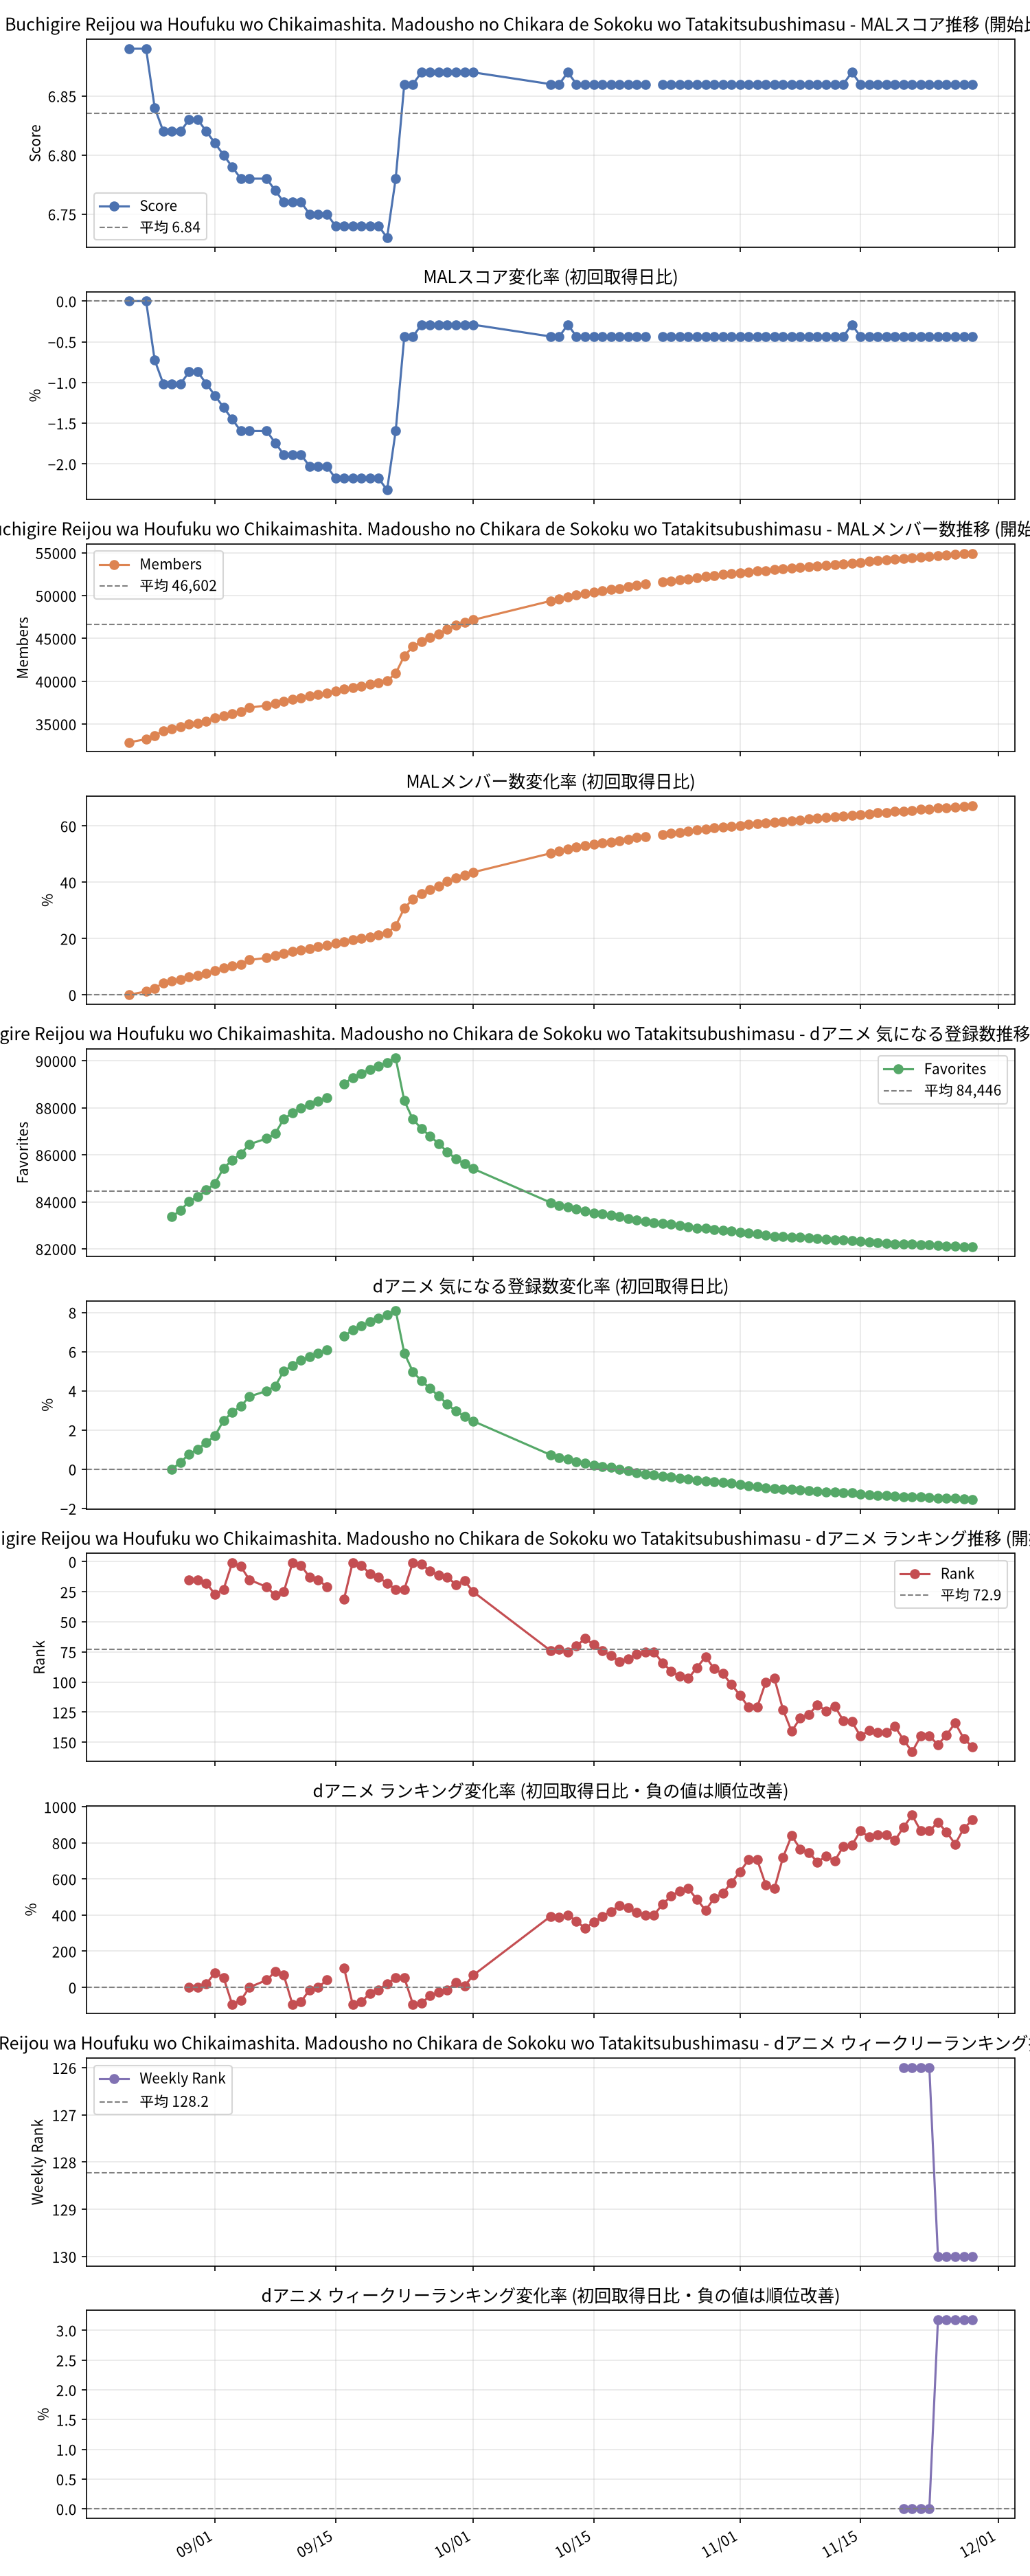 Buchigire Reijou wa Houfuku wo Chikaimashita. Madousho no Chikara de Sokoku wo Tatakitsubushimasu - MALスコア推移 (開始
6.85
6.80
6.75
Score
Score
平均 6.84
MALスコア変化率 (初回取得日比)
0.0
−0.5
−1.0
−1.5
−2.0
%
chigire Reijou wa Houfuku wo Chikaimashita. Madousho no Chikara de Sokoku wo Tatakitsubushimasu - MALメンバー数推移 (開始
55000
50000
45000
40000
35000
Members
Members
平均 46,602
MALメンバー数変化率 (初回取得日比)
60
40
20
0
%
gire Reijou wa Houfuku wo Chikaimashita. Madousho no Chikara de Sokoku wo Tatakitsubushimasu - dアニメ 気になる登録数推移
90000
88000
86000
84000
82000
Favorites
Favorites
平均 84,446
dアニメ 気になる登録数変化率 (初回取得日比)
8
6
4
2
0
−2
%
igire Reijou wa Houfuku wo Chikaimashita. Madousho no Chikara de Sokoku wo Tatakitsubushimasu - dアニメ ランキング推移 (開
0
25
50
75
100
125
150
Rank
Rank
平均 72.9
dアニメ ランキング変化率 (初回取得日比・負の値は順位改善)
1000
800
600
400
200
0
%
Reijou wa Houfuku wo Chikaimashita. Madousho no Chikara de Sokoku wo Tatakitsubushimasu - dアニメ ウィークリーランキング
126
127
128
129
130
Weekly Rank
Weekly Rank
平均 128.2
dアニメ ウィークリーランキング変化率 (初回取得日比・負の値は順位改善)
3.0
2.5
2.0
1.5
1.0
0.5
0.0
%
09/01
09/15
10/01
10/15
11/01
11/15
12/01